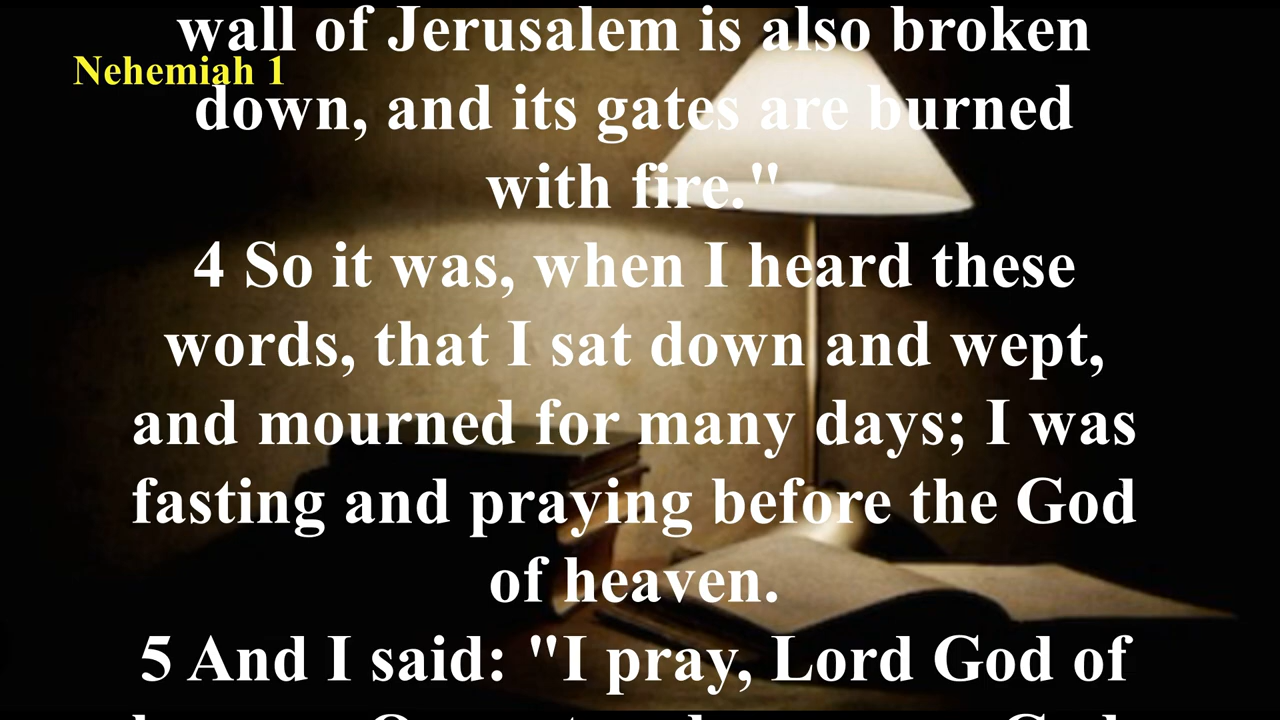 wall of Jerusalem is also broken
Nehemiah 1
down, and its gates are burned
with fire."
4 So it was, when I heard these
words, that I sat down and wept,
and mourned for many days; I was
fasting and praying before the God
of heaven.
5 And I said: "I pray, Lord God of